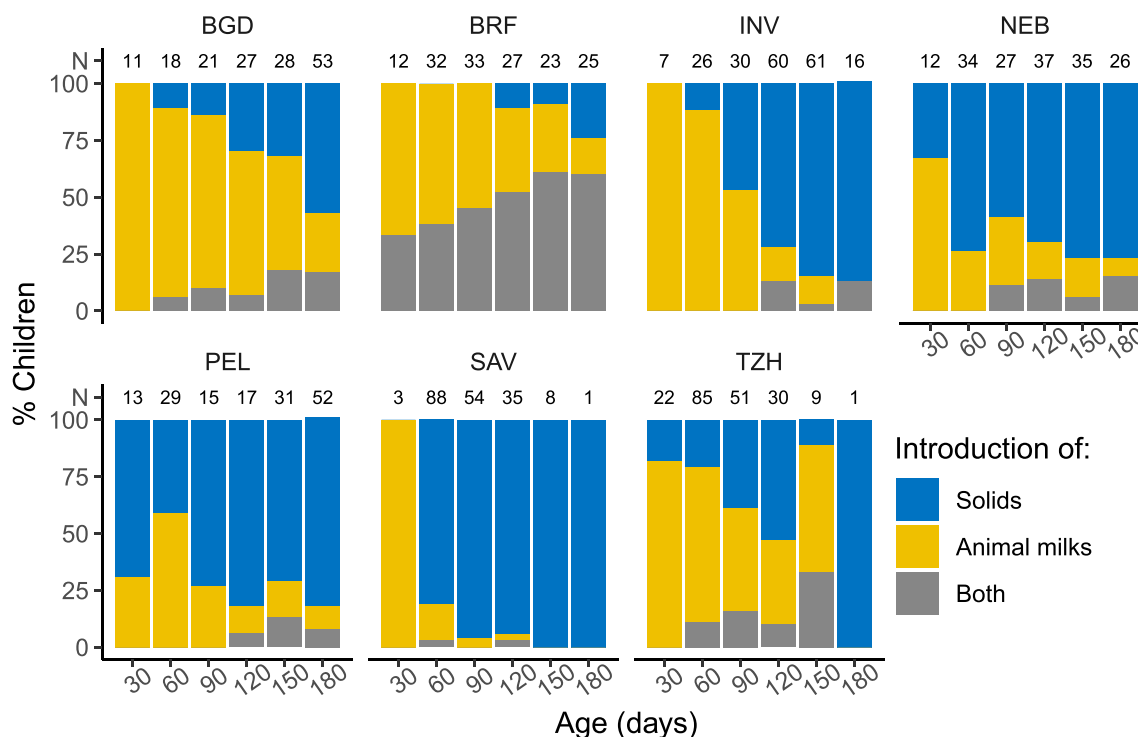 BGD BRF INV NEB
N 11 18 21 27 28 53 12 32 33 27 23 25 7 26 30 60 61 16 12 34 27 37 35 26
100
75
50
25
0
30 60 90 120 150 180
% Children
PEL SAV TZH
N 13 29 15 17 31 52 3 88 54 35 8 1 22 85 51 30 9 1
100
75
50
25
0
30 60 90 120 150 180 30 60 90 120 150 180 30 60 90 120 150 180
Age (days)
Introduction of:
Solids
Animal milks
Both